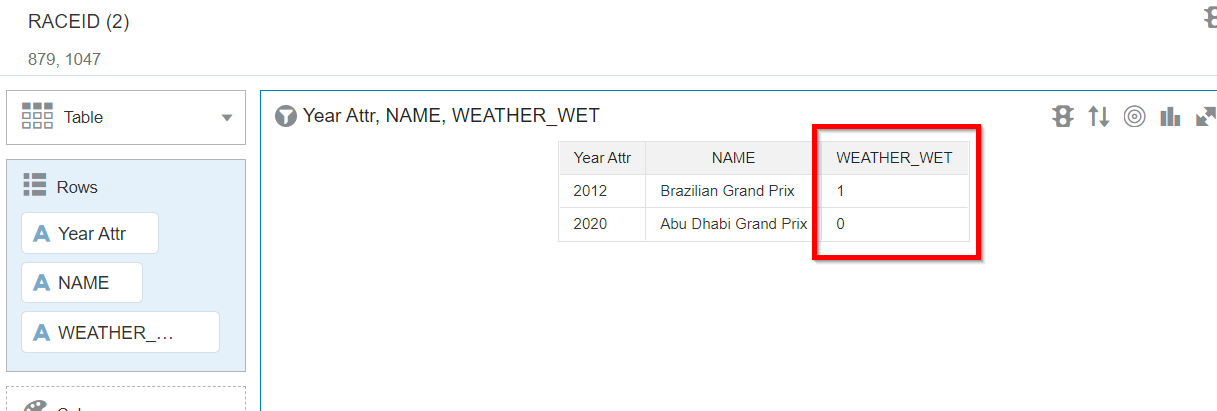 RACEID (2)
879, 1047
Table
Rows
A Year Attr
A NAME
A WEATHER_...
Year Attr, NAME, WEATHER_WET
Year Attr NAME WEATHER_WET
2012 Brazilian Grand Prix 1
2020 Abu Dhabi Grand Prix 0